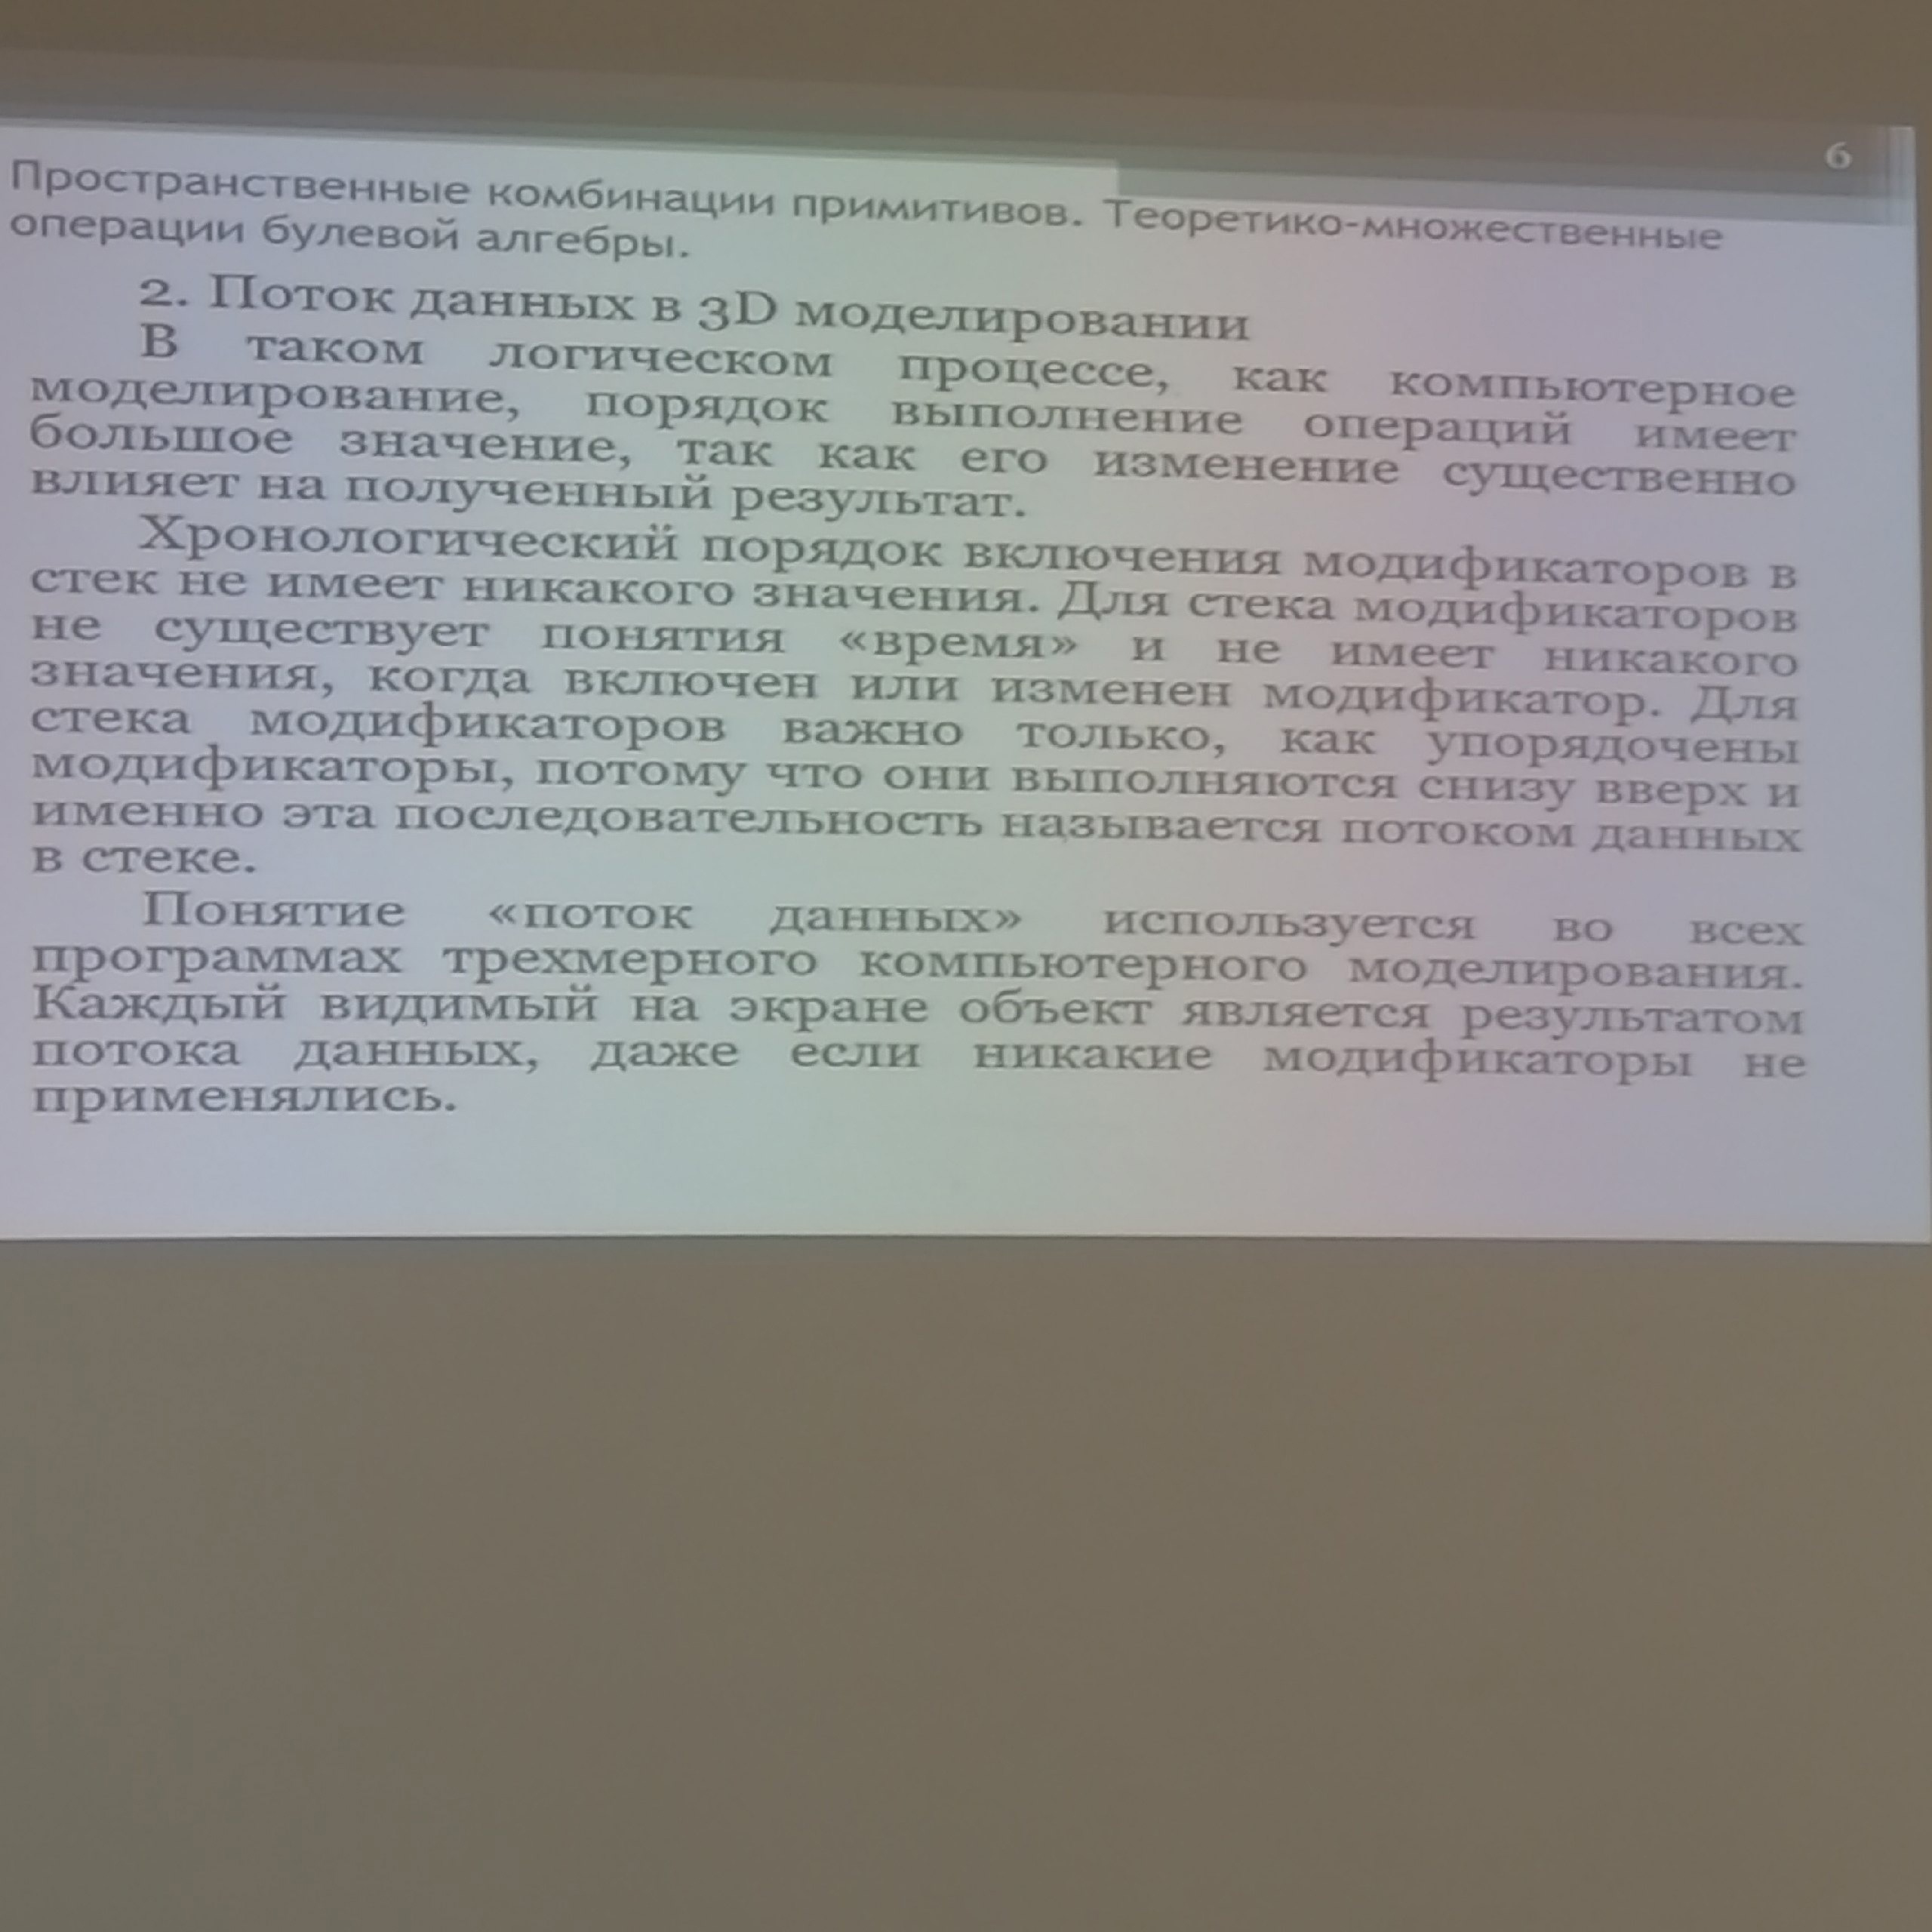 6
Пространственные комбинации примитивов. Теоретико-множественные
операции булевой алгебры.
2. Поток данных в 3D моделировании
В таком логическом процессе, как компьютерное
моделирование, порядок выполнение операций имеет
большое значение, так как его изменение существенно
влияет на полученный результат.
Хронологический порядок включения модификаторов в
стек не имеет никакого значения. Для стека модификаторов
не существует понятия «время» и не имеет никакого
значения, когда включен или изменен модификатор. Для
стека модификаторов важно только, как упорядочены
модификаторы, потому что они выполняются снизу вверх и
именно эта последовательность называется потоком данных
в стеке.
Понятие «поток данных» используется во всех
программах трехмерного компьютерного моделирования.
Каждый видимый на экране объект является результатом
потока данных, даже если никакие модификаторы не
применялись.